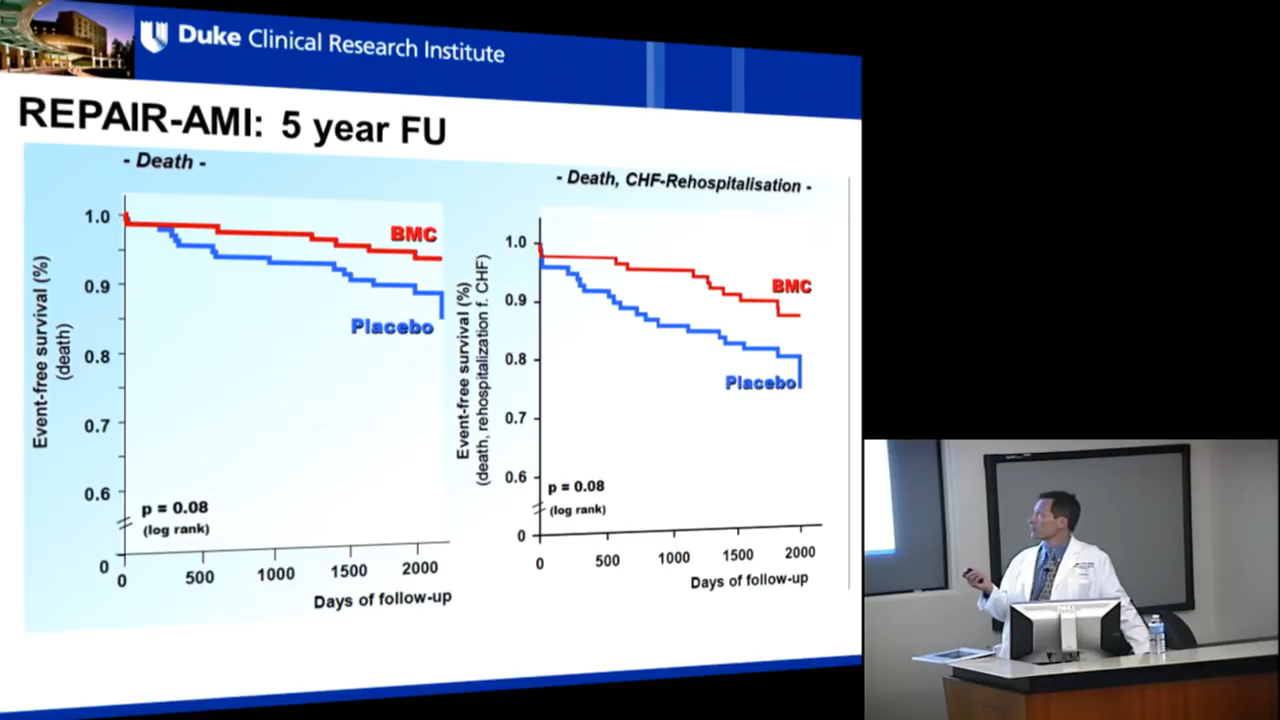 Duke Clinical Research Institute
REPAIR-AMI: 5 year FU
- Death -
Event-free survival (%)
(death)
1.0
0.9
0.8
0.7
0.6
0
BMC
Placebo
p = 0.08
(log rank)
0 500 1000 1500 2000
Days of follow-up
- Death, CHF-Rehospitalisation -
Event-free survival (%)
(death, rehospitalization f. CHF)
1.0
0.9
0.8
0.7
0.6
0
BMC
Placebo
p = 0.08
(log rank)
0 500 1000 1500 2000
Days of follow-up